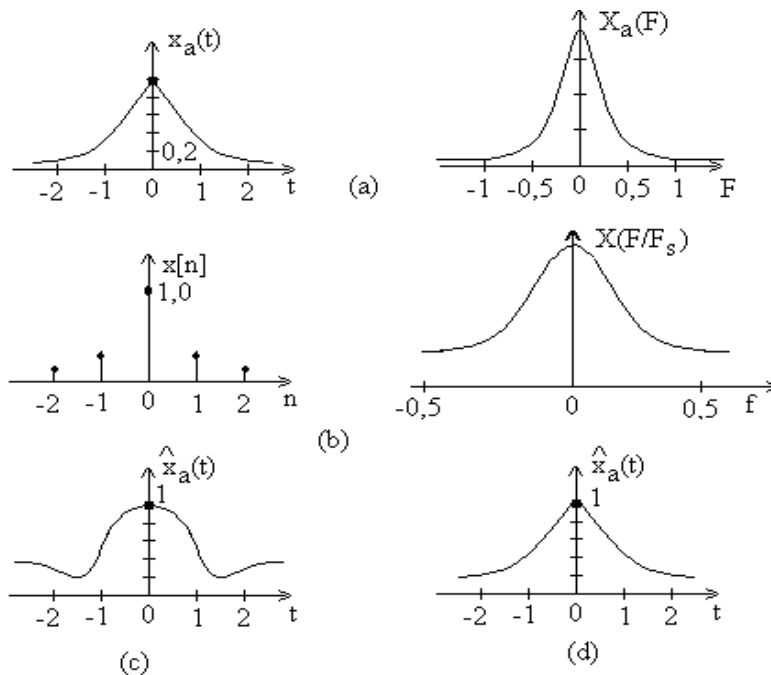 x_a(t)
0,2
-2 -1 0 1 2 t
X_a(F)
-1 -0,5 0 0,5 1 F
(a)
x[n]
1,0
-2 -1 0 1 2 n
X(F/F_s)
-0,5 0 0,5 f
(b)
x̂_a(t)
1
-2 -1 0 1 2 t
(c)
x̂_a(t)
1
-2 -1 0 1 2 t
(d)